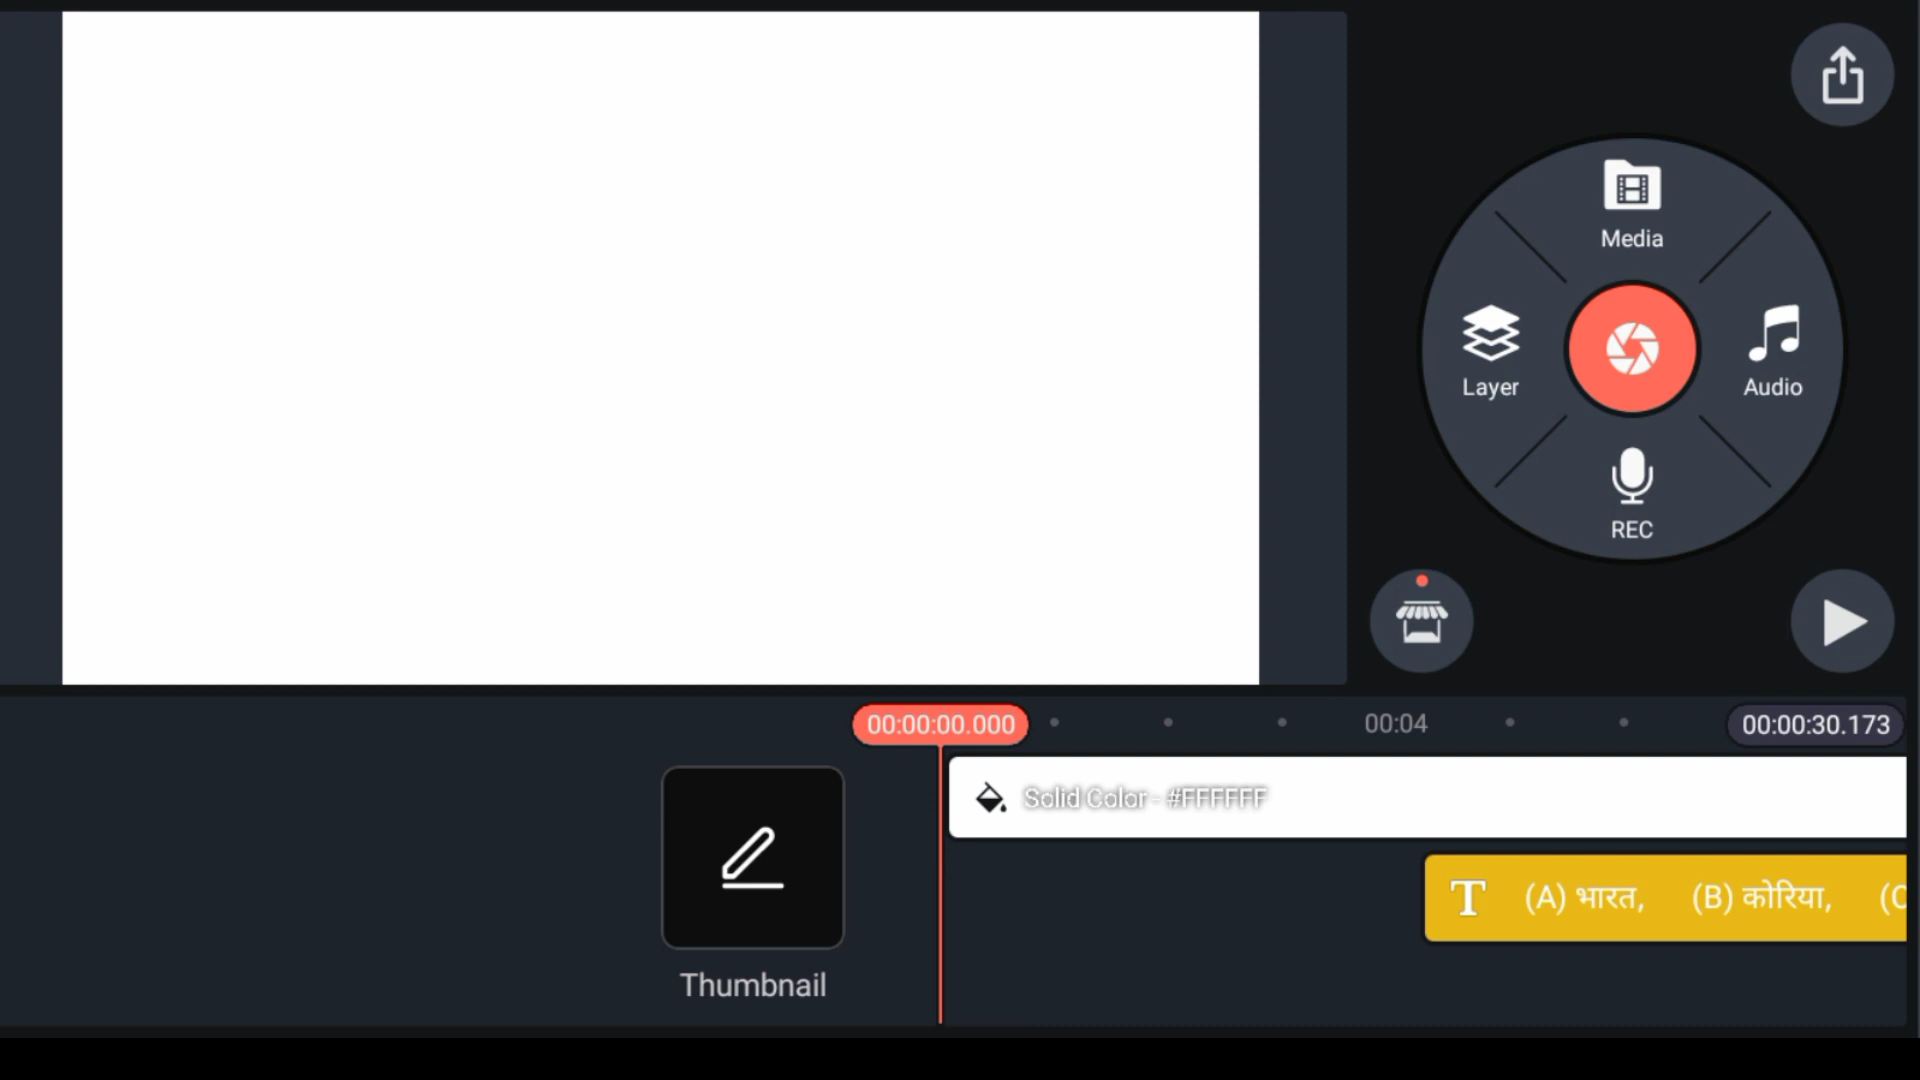 Media
Layer
Audio
REC
00:00:00.000
00:04
00:00:30.173
Solid Color - #FFFFFF
(A) भारत, (B) कोरिया, (C
Thumbnail